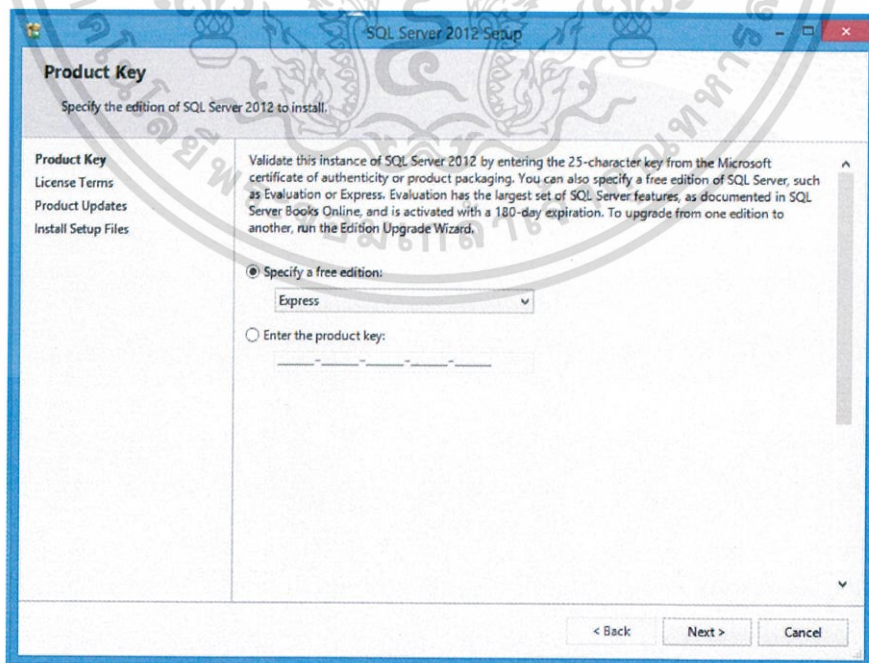 SQL Server 2012 Setup
Product Key
Specify the edition of SQL Server 2012 to install.
Product Key
License Terms
Product Updates
Install Setup Files
Validate this instance of SQL Server 2012 by entering the 25-character key from the Microsoft
certificate of authenticity or product packaging. You can also specify a free edition of SQL Server, such
as Evaluation or Express. Evaluation has the largest set of SQL Server features, as documented in SQL
Server Books Online, and is activated with a 180-day expiration. To upgrade from one edition to
another, run the Edition Upgrade Wizard.
Specify a free edition:
Express
Enter the product key:
_____-_____-_____-_____-_____
< Back
Next >
Cancel